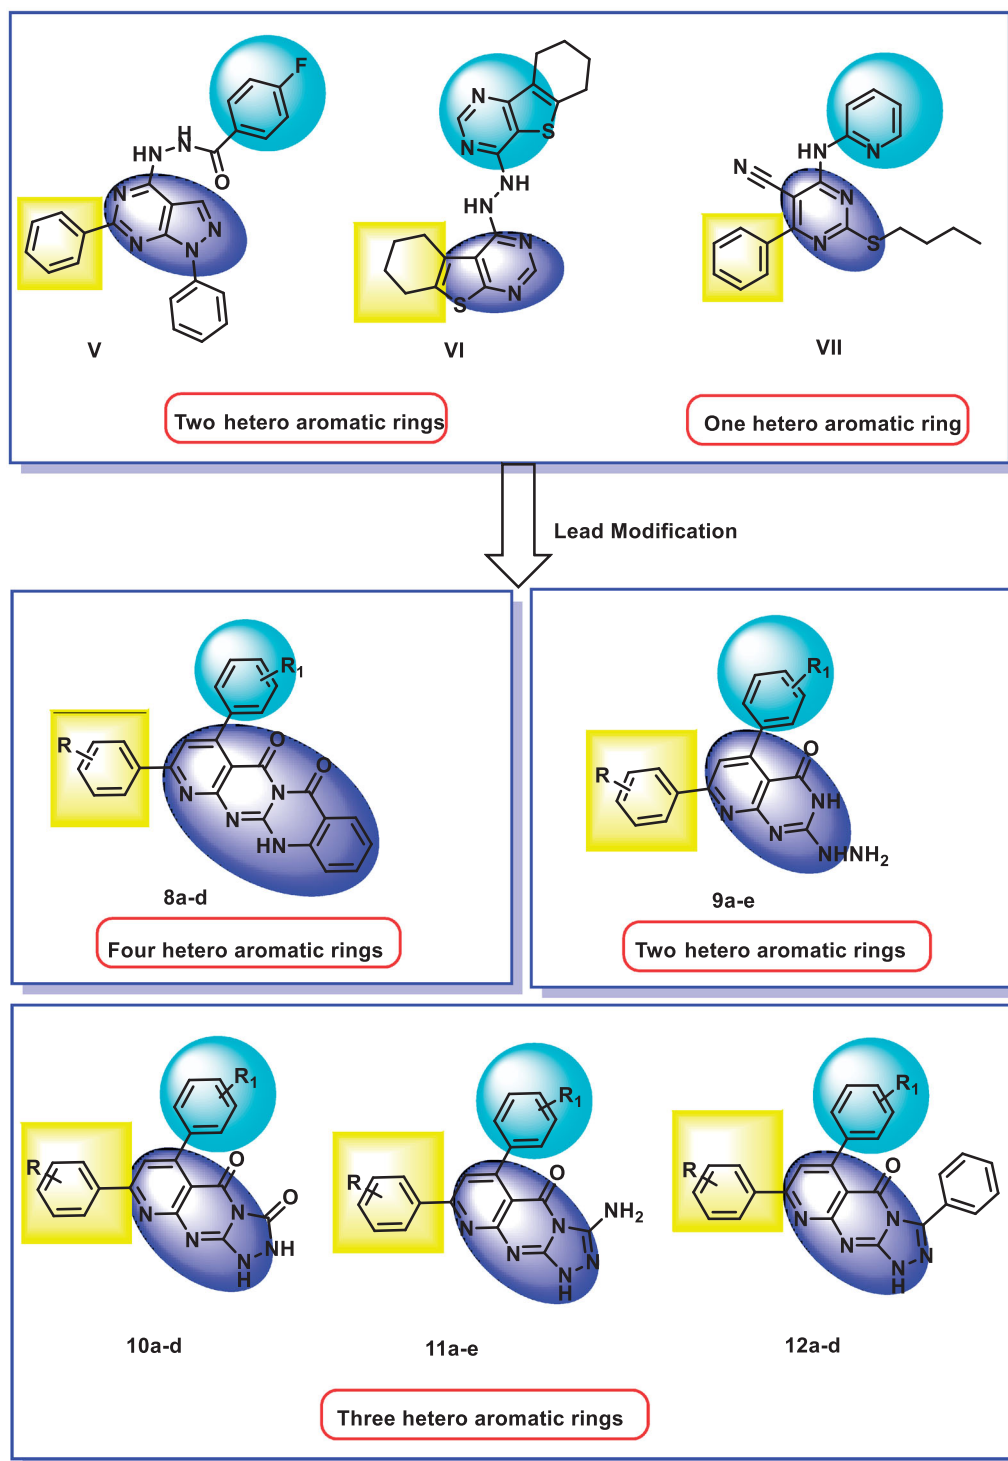 F
H
HN N
O
N
N
N
N
V
N
N
S
NH
HN
N
N
S
VI
HN
N
N
N
N
S
VII
Two hetero aromatic rings
One hetero aromatic ring
Lead Modification
R1
R
O
O
N
N
N
HN
8a-d
Four hetero aromatic rings
R1
R
O
NH
N
N
NHNH2
9a-e
Two hetero aromatic rings
R1
R
O
O
N
N
N
NH
N
H
10a-d
R1
R
O
NH2
N
N
N
N
N
H
11a-e
R1
R
O
N
N
N
N
N
H
12a-d
Three hetero aromatic rings